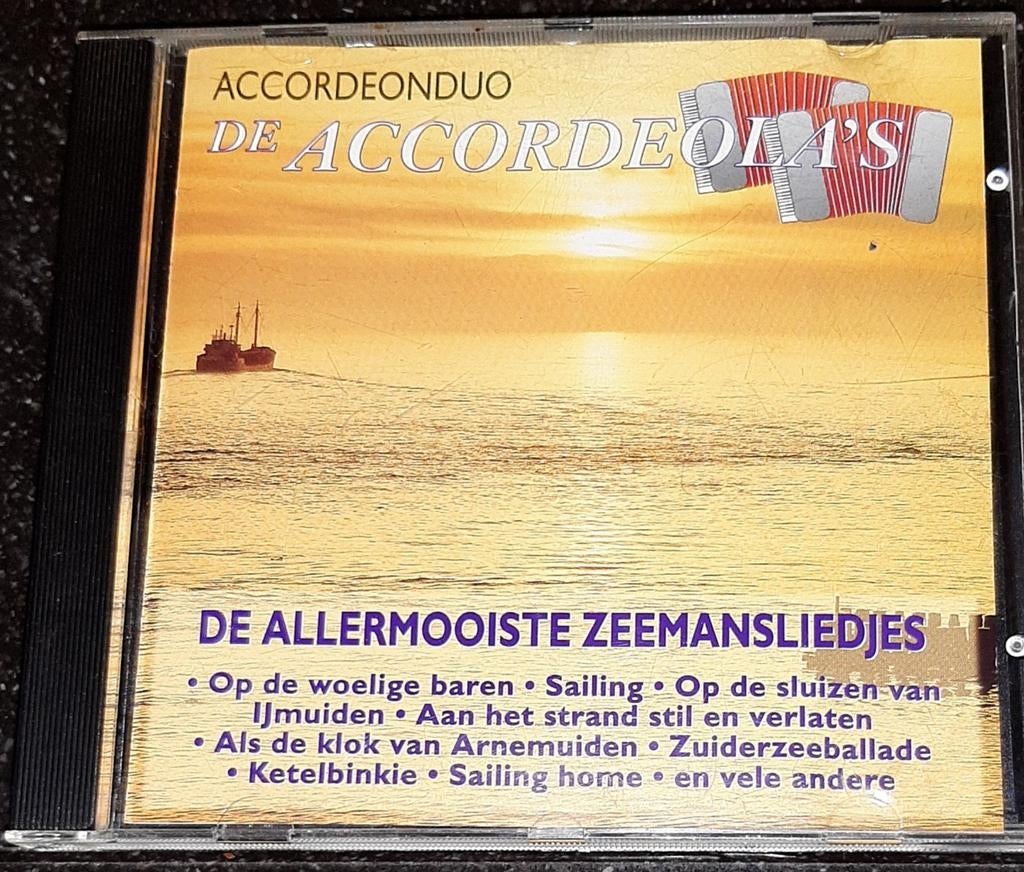 ACCORDEONDUO
DE ACCORDEOLA'S
DE ALLERMOOISTE ZEEMANSLIEDJES
• Op de woelige baren • Sailing • Op de sluizen van
IJmuiden • Aan het strand stil en verlaten
• Als de klok van Arnemuiden • Zuiderzeeballade
• Ketelbinkie • Sailing home • en vele andere